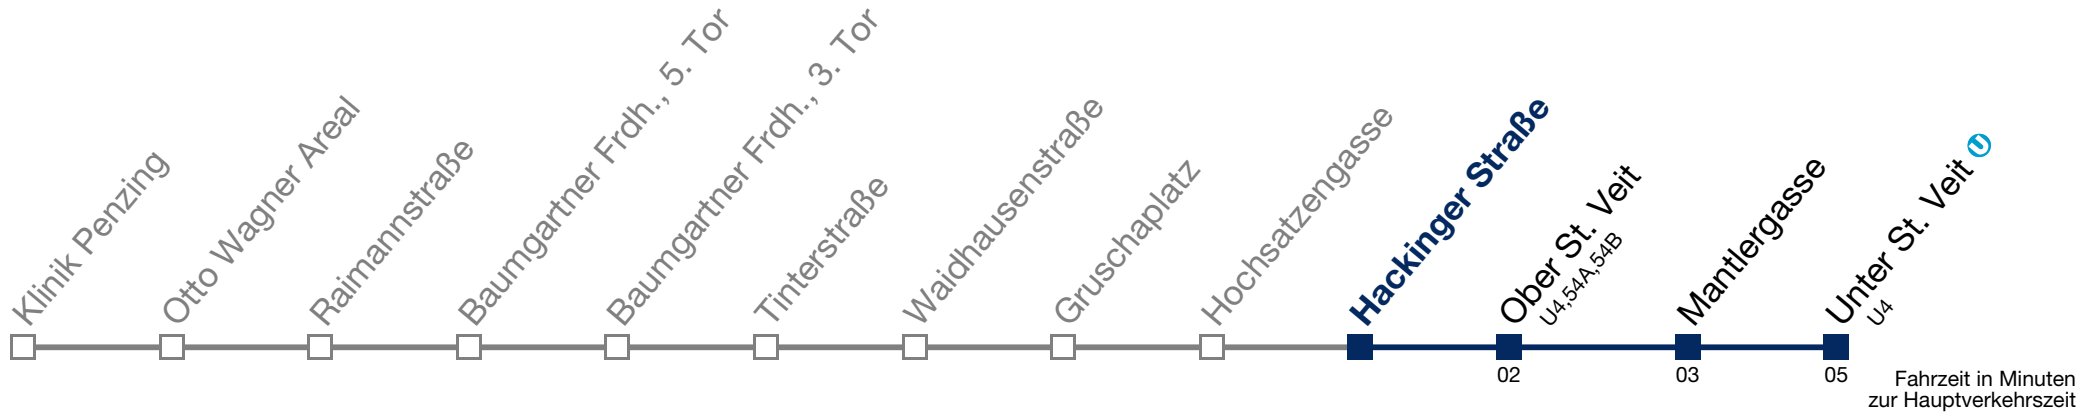 Klinik Penzing
Otto Wagner Areal
Raimannstraße
Baumgartner Frdh., 5. Tor
Baumgartner Frdh., 3. Tor
Tinterstraße
Waidhausenstraße
Gruschaplatz
Hochsatzengasse
Hackinger Straße
Ober St. Veit
U4,54A,54B
Mantlergasse
Unter St. Veit
U4
02
03
05
Fahrzeit in Minuten
zur Hauptverkehrszeit